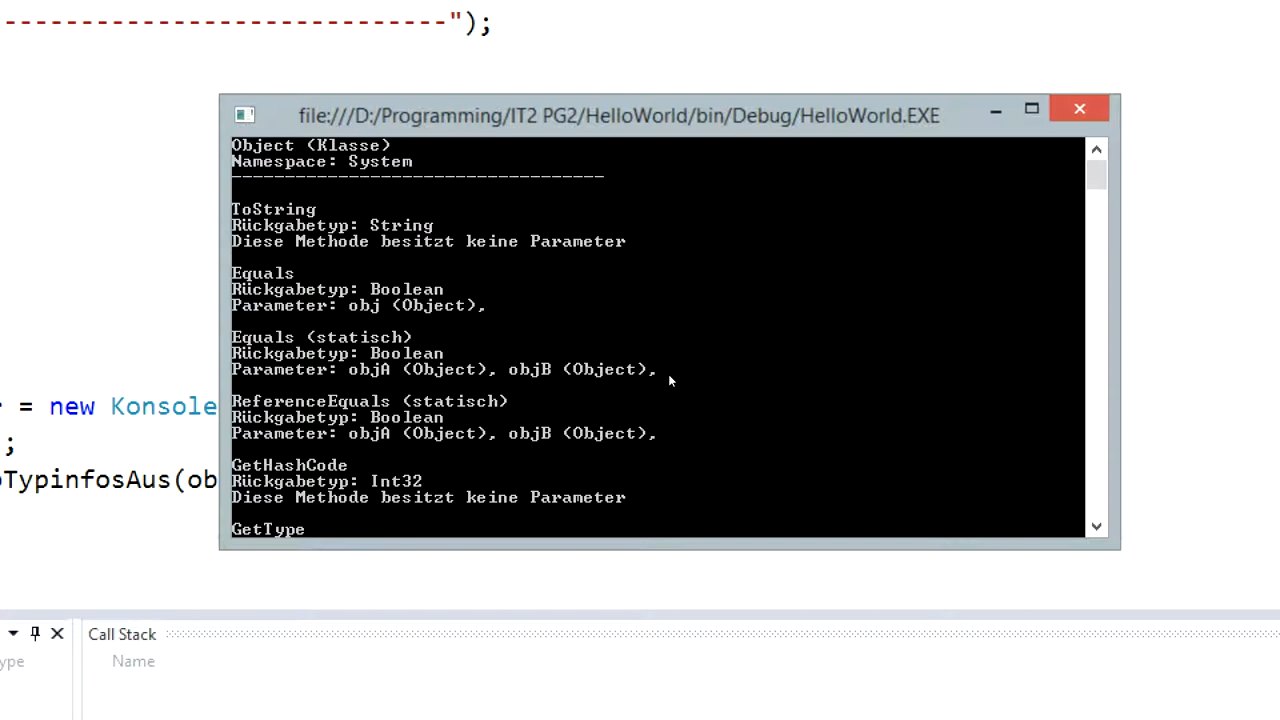 --------------------------------");
file:///D:/Programming/IT2 PG2/HelloWorld/bin/Debug/HelloWorld.EXE
Object (Klasse)
Namespace: System
-----------------------------------
ToString
Rückgabetyp: String
Diese Methode besitzt keine Parameter
Equals
Rückgabetyp: Boolean
Parameter: obj (Object),
Equals (statisch)
Rückgabetyp: Boolean
Parameter: objA (Object), objB (Object),
ReferenceEquals (statisch)
Rückgabetyp: Boolean
Parameter: objA (Object), objB (Object),
GetHashCode
Rückgabetyp: Int32
Diese Methode besitzt keine Parameter
GetType
= new Konsole
;
TypinfosAus(ob
Call Stack
ype
Name